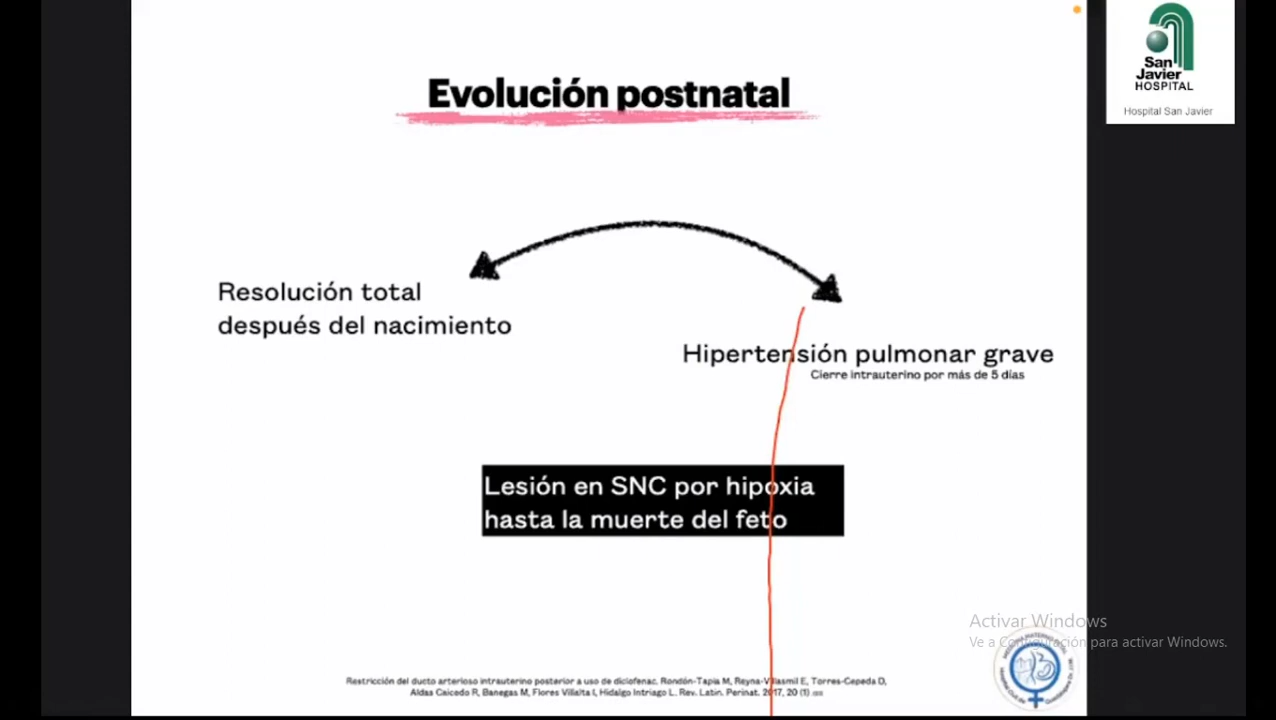 Evolución postnatal
San
Javier
HOSPITAL
Hospital San Javier
Resolución total
después del nacimiento
Hipertensión pulmonar grave
Cierre intrauterino por más de 5 días
Lesión en SNC por hipoxia
hasta la muerte del feto
Activar Windows
Ve a Configuración para activar Windows.
Restricción del ducto arterioso intrauterino posterior a uso de diclofenac. Rondón-Tapia M, Reyna-Villasmil E, Torres-Cepeda D,
Aldas Caicedo R, Banegas M, Flores Villalta I, Hidalgo Intriago L. Rev. Latin. Perinat. 2017, 20 (1)